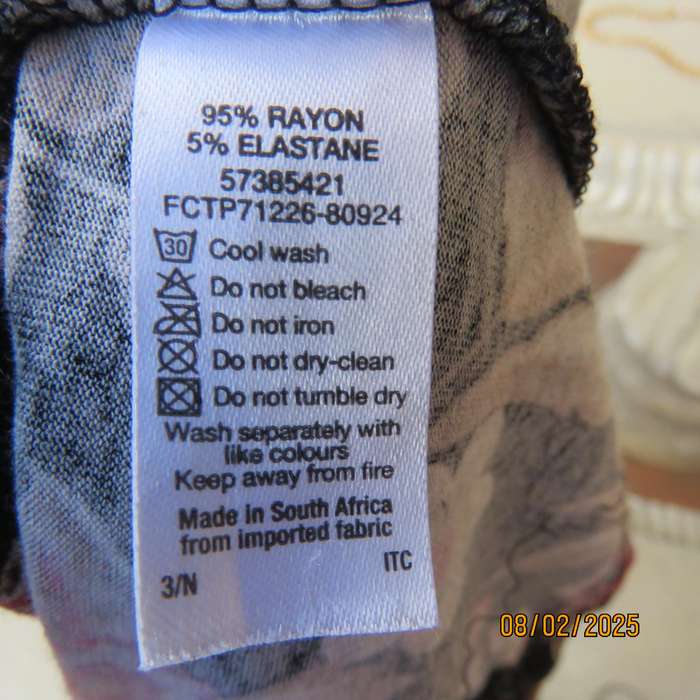 95% RAYON
5% ELASTANE
57385421
FCTP71226-80924
30 Cool wash
Do not bleach
Do not iron
Do not dry-clean
Do not tumble dry
Wash separately with
like colours
Keep away from fire
Made in South Africa
from imported fabric
ITC
3/N
08/02/2025